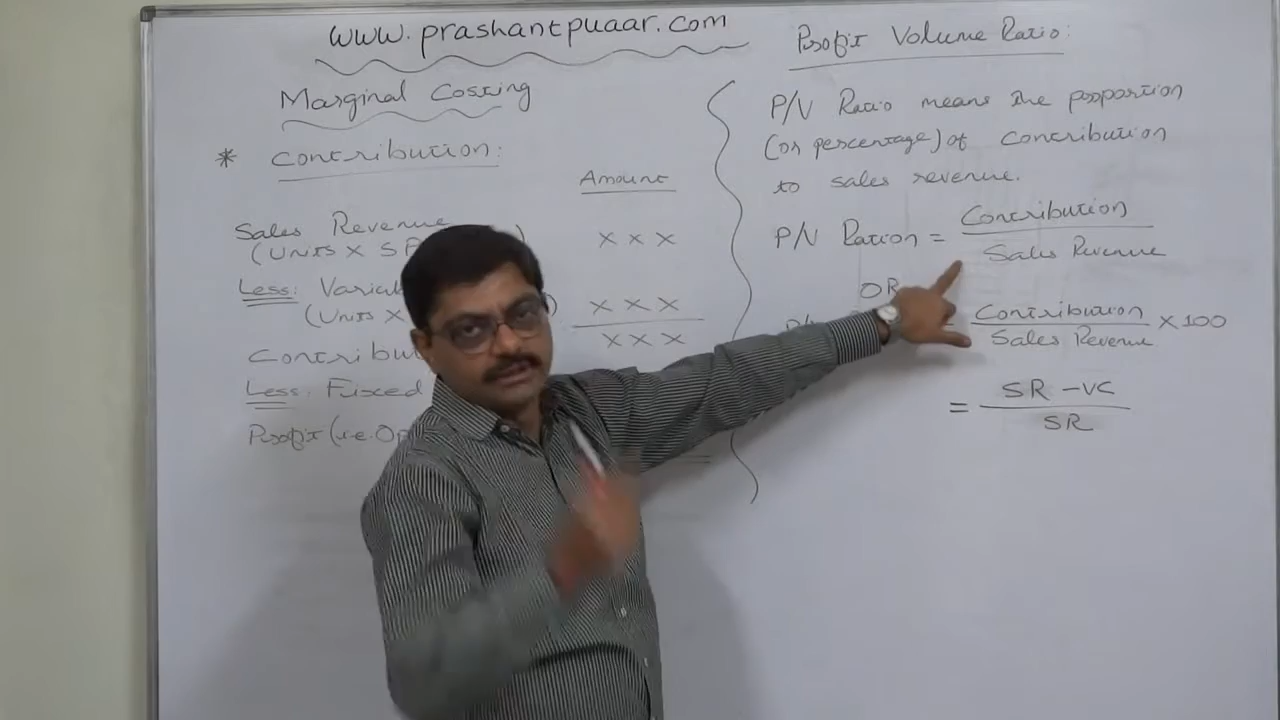 www.prashantpuaar.com
Marginal Costing
* Contribution:
Amount
Sales Revenue
(Units X SP
x x x
Less: Variab
(Units X
)
x x x
Contribu
x x x
Less: Fixed
Profit (i.e. Op
Profit Volume Ratio:
P/V Ratio means the proportion
(or percentage) of contribution
to sales revenue.
P/V Ration = Contribution
Sales Revenue
OR
Contribution X 100
Sales Revenue
= SR - VC
SR